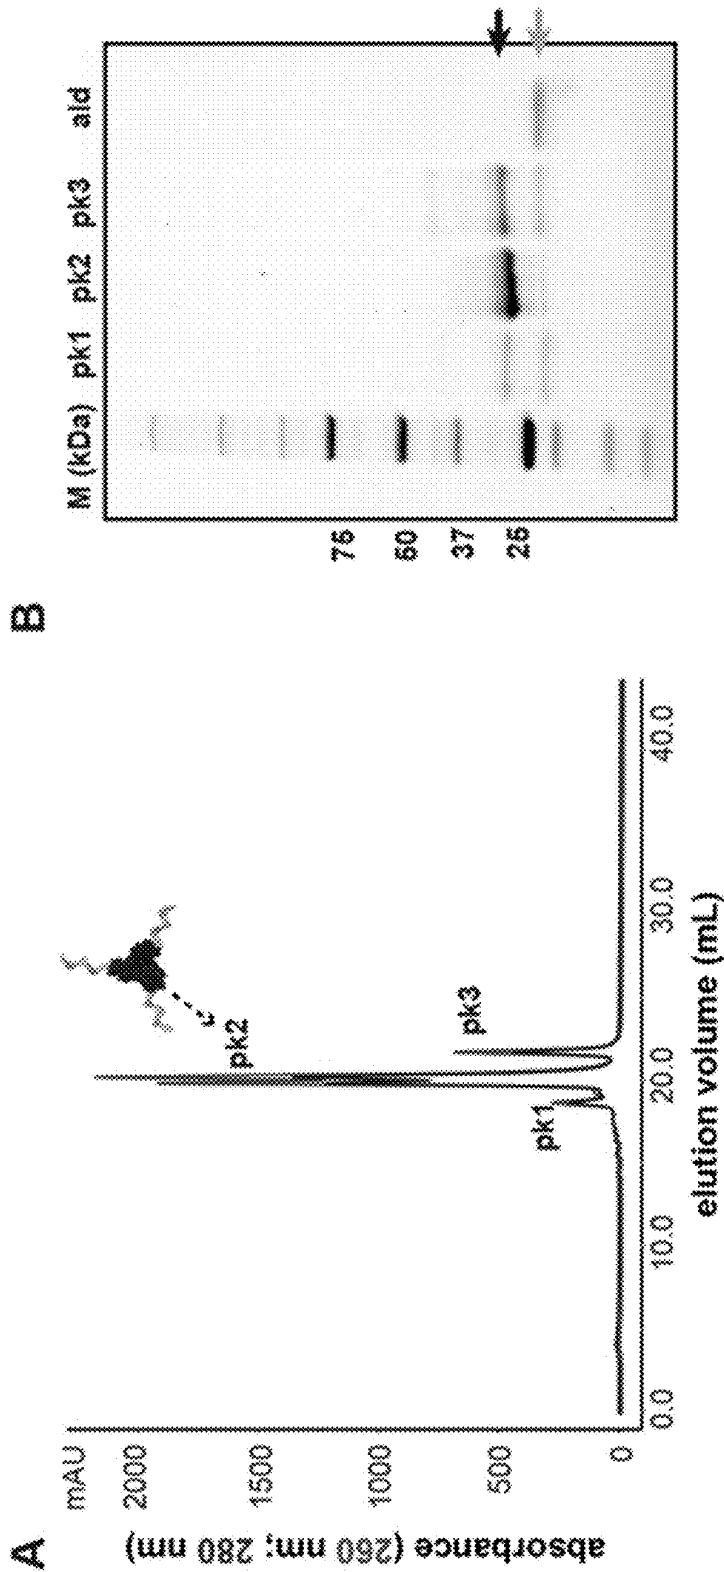 A
absorbance (260 nm; 280 nm)
mAU
2000
1500
1000
500
0
pk1
pk2
pk3
0.0
10.0
20.0
30.0
40.0
elution volume (mL)
B
M (kDa)
pk1
pk2
pk3
ald
75
50
37
25